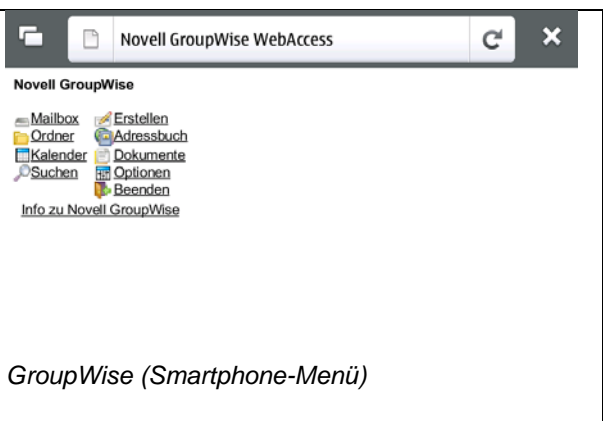 Novell GroupWise WebAccess
Novell GroupWise
Mailbox Erstellen
Ordner Adressbuch
Kalender Dokumente
Suchen Optionen
Beenden
Info zu Novell GroupWise
GroupWise (Smartphone-Menü)